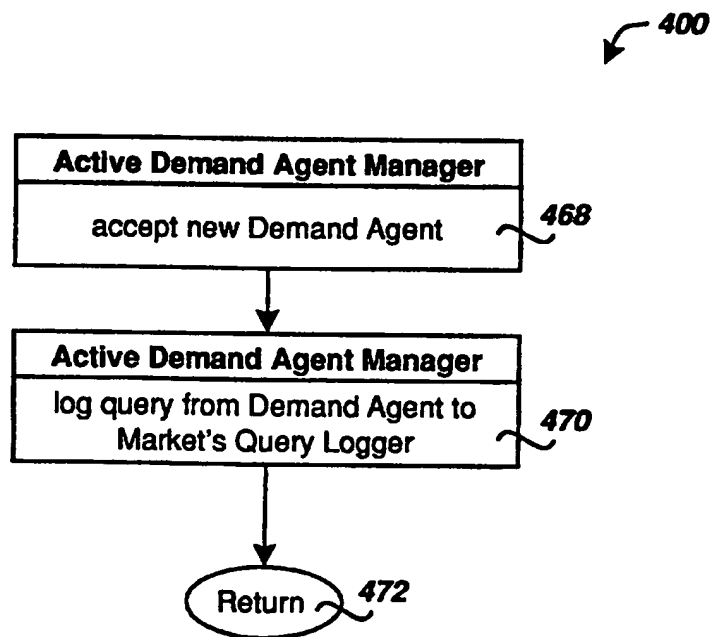 400
Active Demand Agent Manager
accept new Demand Agent
468
Active Demand Agent Manager
log query from Demand Agent to
Market's Query Logger
470
Return
472